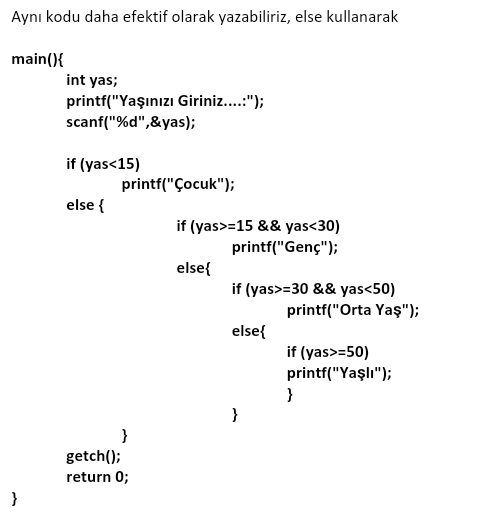 Aynı kodu daha efektif olarak yazabiliriz, else kullanarak
main(){
int yas;
printf("Yaşınızı Giriniz....:");
scanf("%d",&yas);
if (yas<15)
printf("Çocuk");
else {
if (yas>=15 && yas<30)
printf("Genç");
else{
if (yas>=30 && yas<50)
printf("Orta Yaş");
else{
if (yas>=50)
printf("Yaşlı");
}
}
}
getch();
return 0;
}